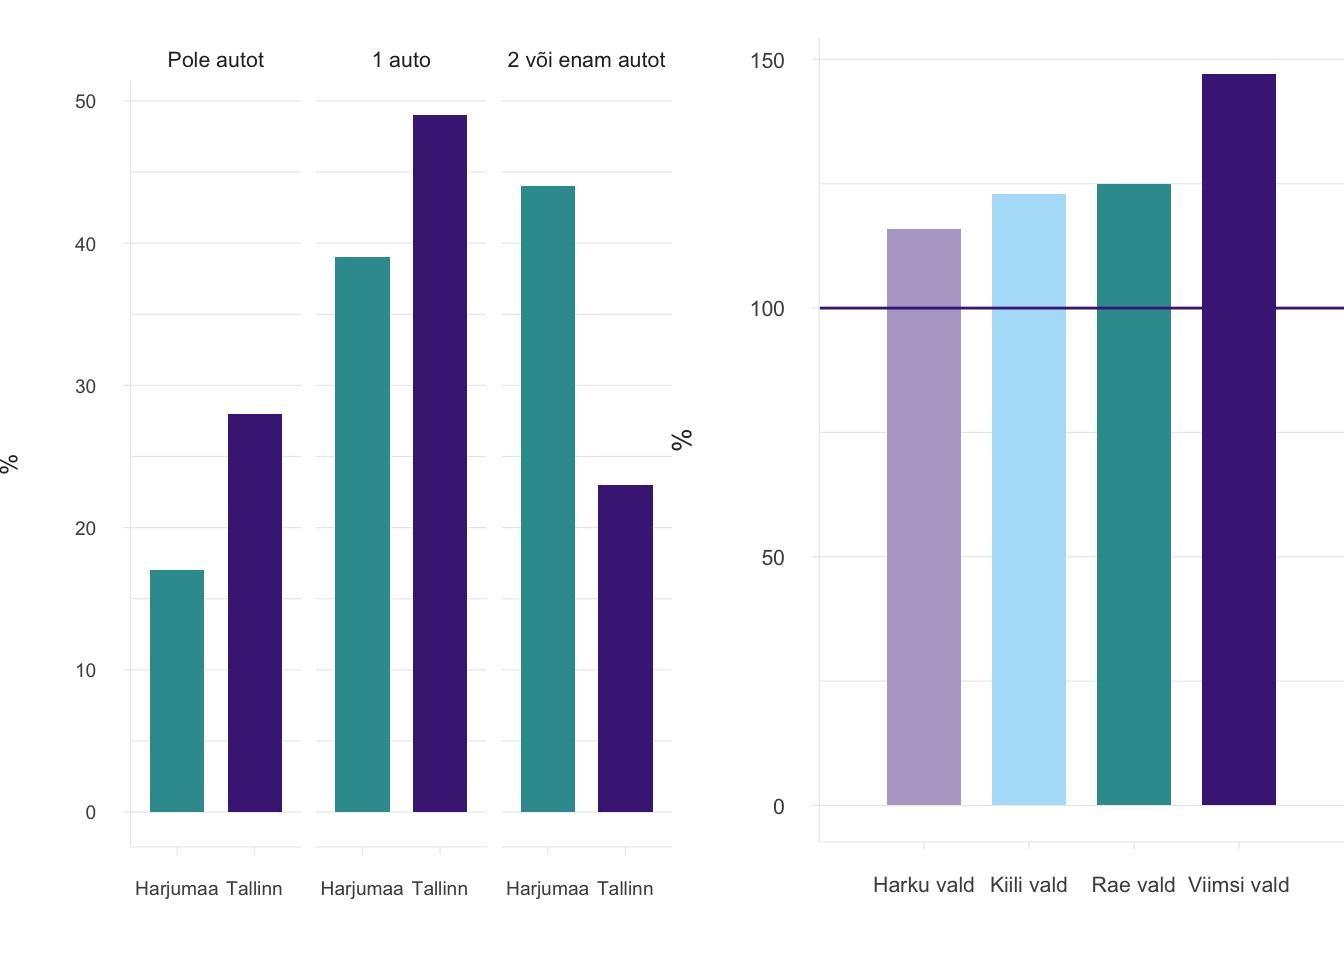 Pole autot
1 auto
2 või enam autot
50
40
30
20
10
0
%
Harjumaa Tallinn
Harjumaa Tallinn
Harjumaa Tallinn
150
100
50
0
%
Harku vald
Kiili vald
Rae vald
Viimsi vald